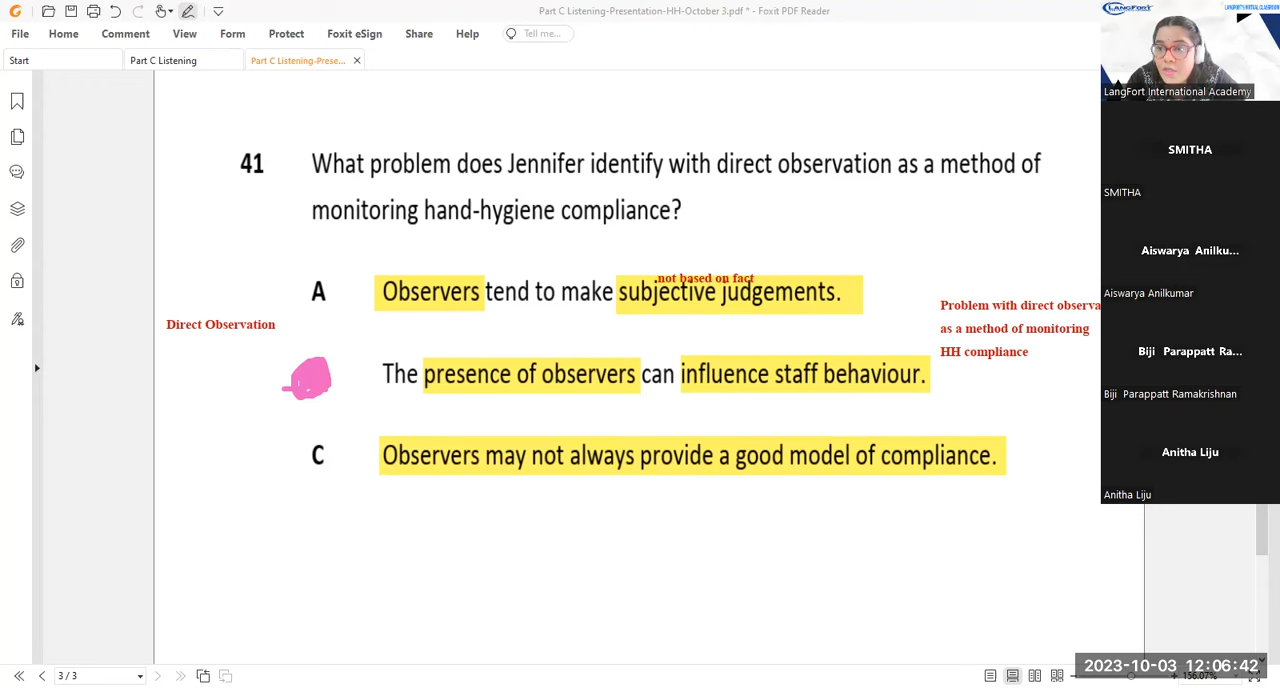 Part C Listening-Presentation-HH-October 3.pdf * - Foxit PDF Reader
File Home Comment View Form Protect Foxit eSign Share Help Tell me...
Start Part C Listening Part C Listening-Prese...
41 What problem does Jennifer identify with direct observation as a method of
monitoring hand-hygiene compliance?
not based on fact
A Observers tend to make subjective judgements.
Direct Observation
Problem with direct observa
as a method of monitoring
HH compliance
The presence of observers can influence staff behaviour.
C Observers may not always provide a good model of compliance.
3 / 3
156.07%
LANGFORT
LangFort International Academy
SMITHA
SMITHA
Aiswarya Anilku...
Aiswarya Anilkumar
Biji Parappatt Ra...
Biji Parappatt Ramakrishnan
Anitha Liju
Anitha Liju
2023-10-03 12:06:42